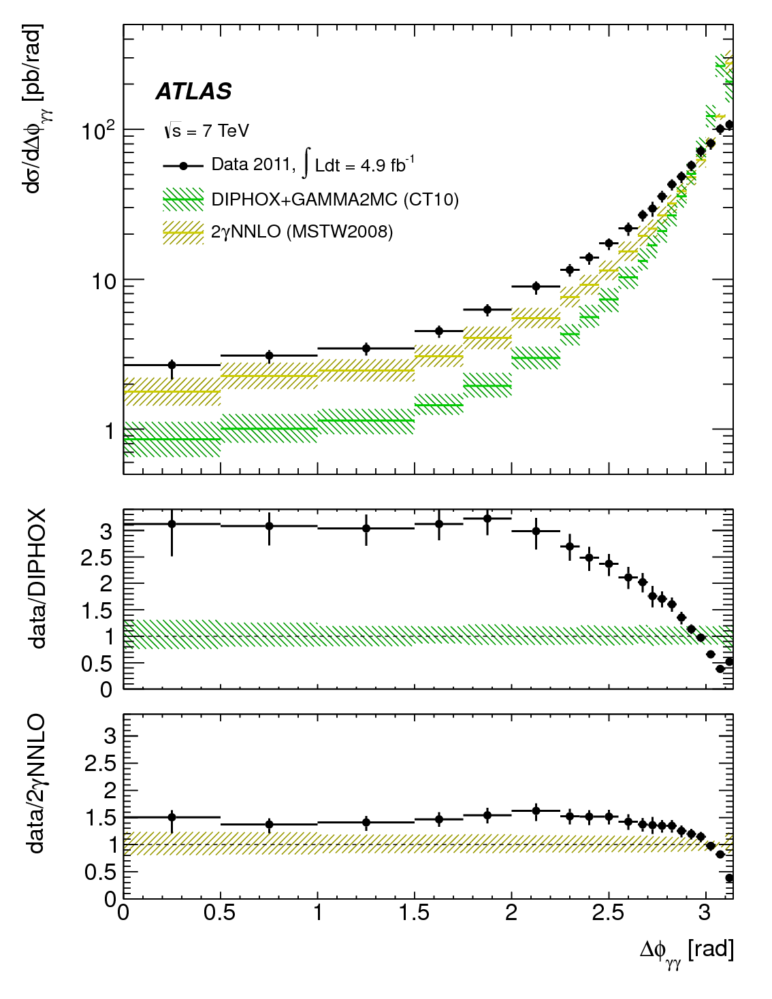 dσ/dΔϕγγ [pb/rad]
10²
10
1
ATLAS
√s = 7 TeV
Data 2011, ∫ Ldt = 4.9 fb⁻¹
DIPHOX+GAMMA2MC (CT10)
2γNNLO (MSTW2008)
data/DIPHOX
3
2.5
2
1.5
1
0.5
0
data/2γNNLO
3
2.5
2
1.5
1
0.5
0
0 0.5 1 1.5 2 2.5 3
Δϕγγ [rad]